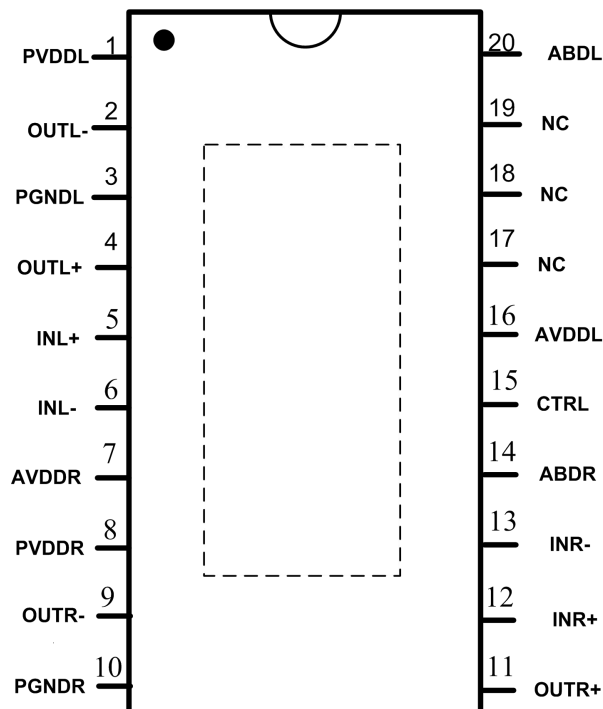 PVDDL 1 20 ABDL
OUTL- 2 19 NC
PGNDL 3 18 NC
OUTL+ 4 17 NC
INL+ 5 16 AVDDL
INL- 6 15 CTRL
AVDDR 7 14 ABDR
PVDDR 8 13 INR-
OUTR- 9 12 INR+
PGNDR 10 11 OUTR+